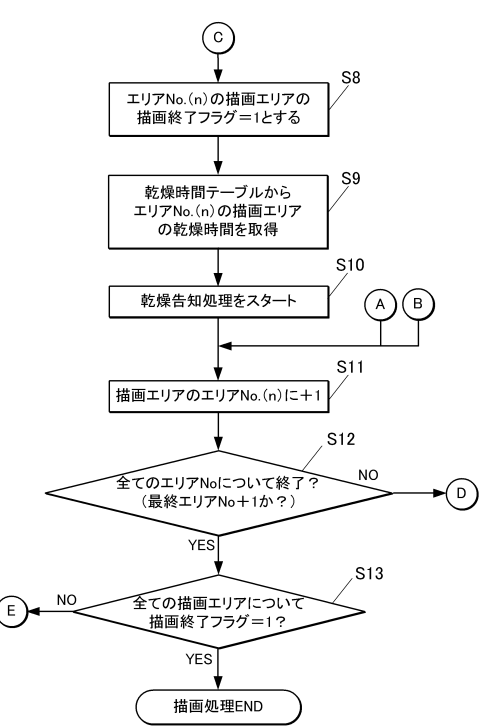 C
S8
エリアNo.(n)の描画エリアの
描画終了フラグ=1とする
S9
乾燥時間テーブルから
エリアNo.(n)の描画エリア
の乾燥時間を取得
S10
乾燥告知処理をスタート
A
B
S11
描画エリアのエリアNo.(n)に+1
S12
全てのエリアNoについて終了?
(最終エリアNo+1か?)
NO
D
YES
S13
全ての描画エリアについて
描画終了フラグ=1?
NO
E
YES
描画処理END